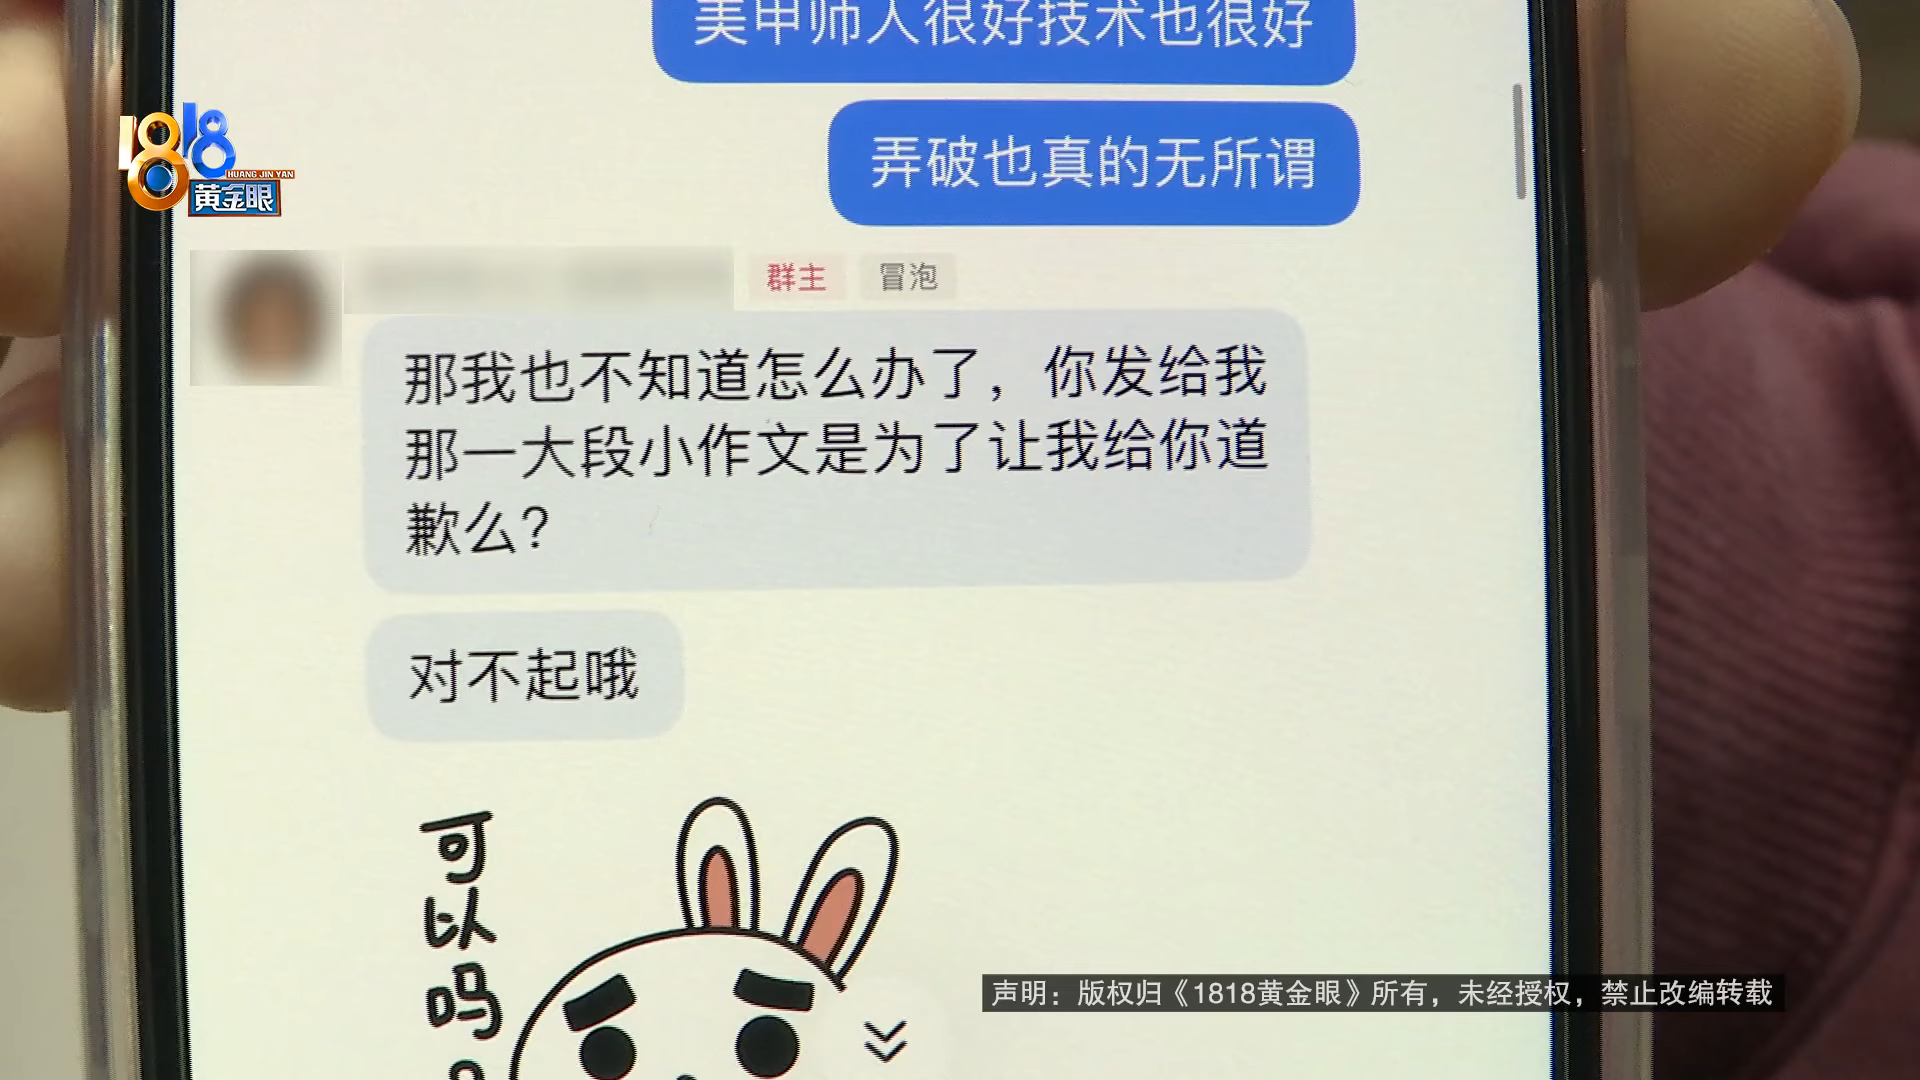 美甲师人很好技术也很好
弄破也真的无所谓
1818
HUANG JIN YAN
黄金眼
群主 冒泡
那我也不知道怎么办了，你发给我
那一大段小作文是为了让我给你道
歉么？
对不起哦
可以吗
声明：版权归《1818黄金眼》所有，未经授权，禁止改编转载